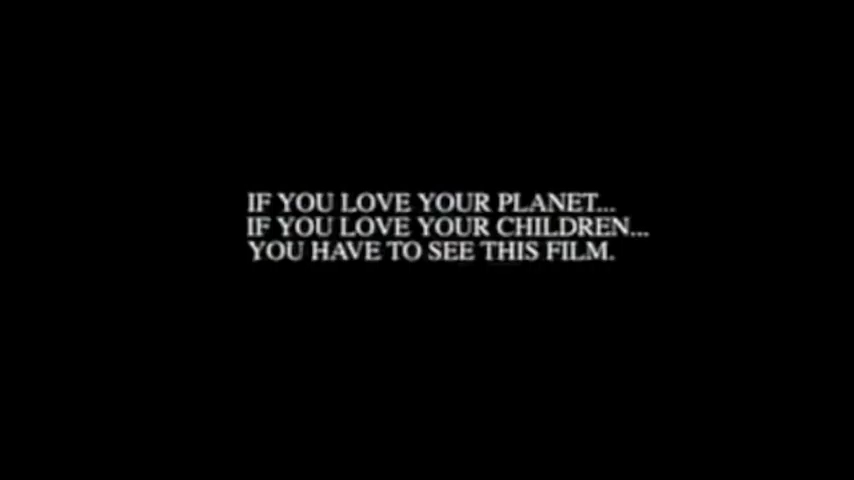 IF YOU LOVE YOUR PLANET...
IF YOU LOVE YOUR CHILDREN...
YOU HAVE TO SEE THIS FILM.